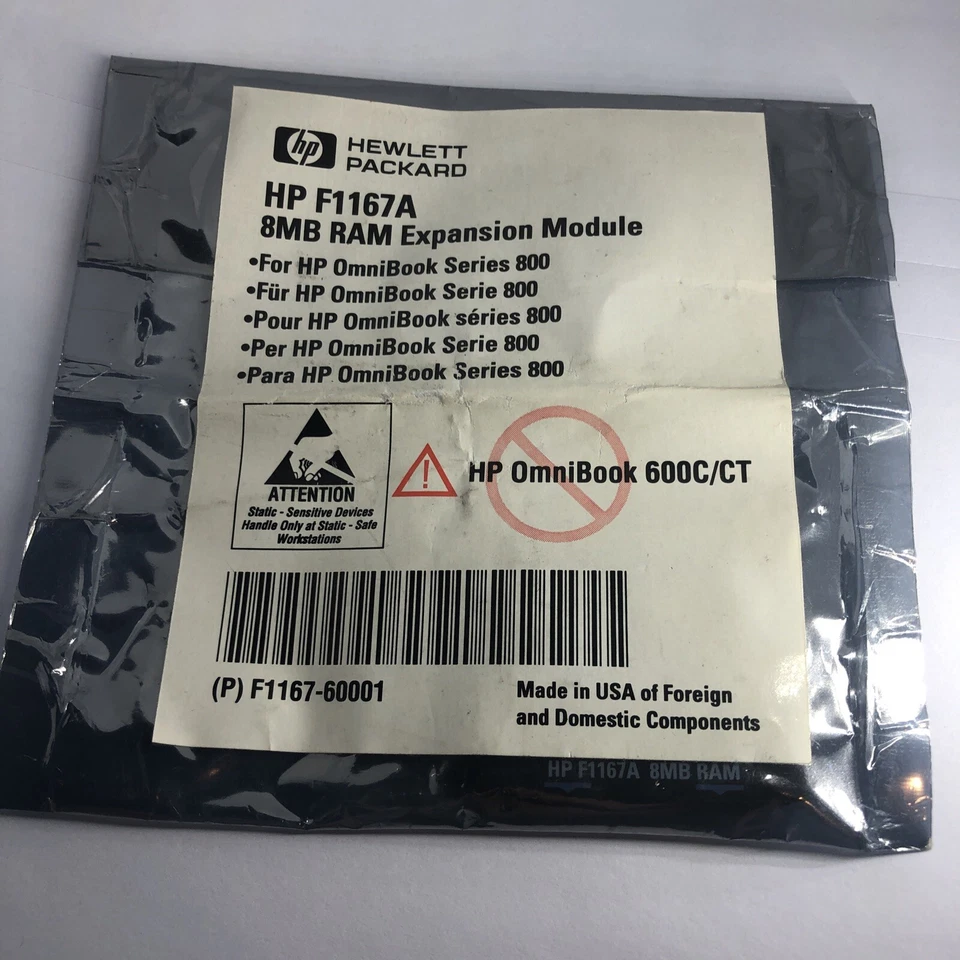 hp HEWLETT
PACKARD
HP F1167A
8MB RAM Expansion Module
•For HP OmniBook Series 800
•Für HP OmniBook Serie 800
•Pour HP OmniBook séries 800
•Per HP OmniBook Serie 800
•Para HP OmniBook Series 800
ATTENTION
Static - Sensitive Devices
Handle Only at Static - Safe
Workstations
! HP OmniBook 600C/CT
(P) F1167-60001
Made in USA of Foreign
and Domestic Components
HP F1167A 8MB RAM